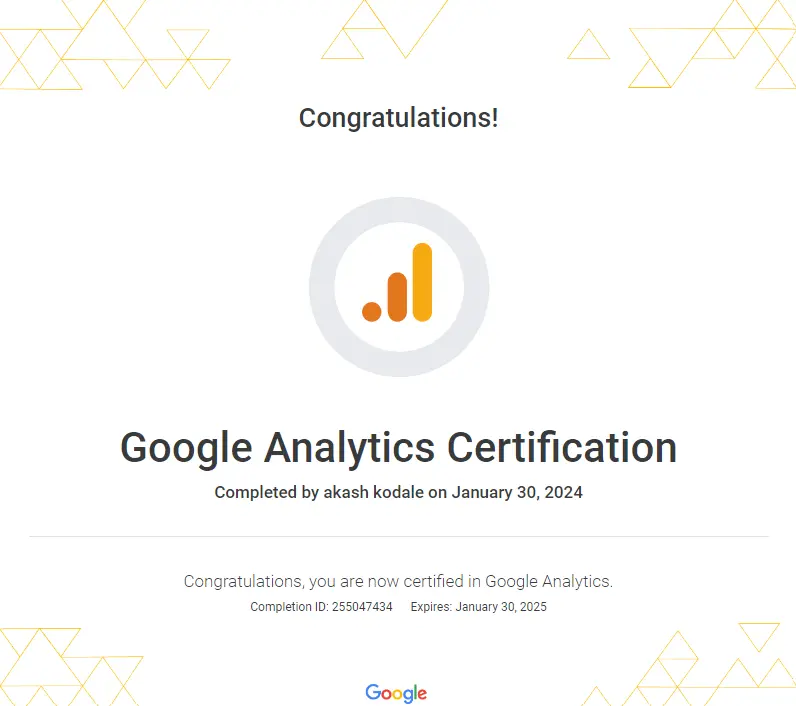 Congratulations!
Google Analytics Certification
Completed by akash kodale on January 30, 2024
Congratulations, you are now certified in Google Analytics.
Completion ID: 255047434 Expires: January 30, 2025
Google